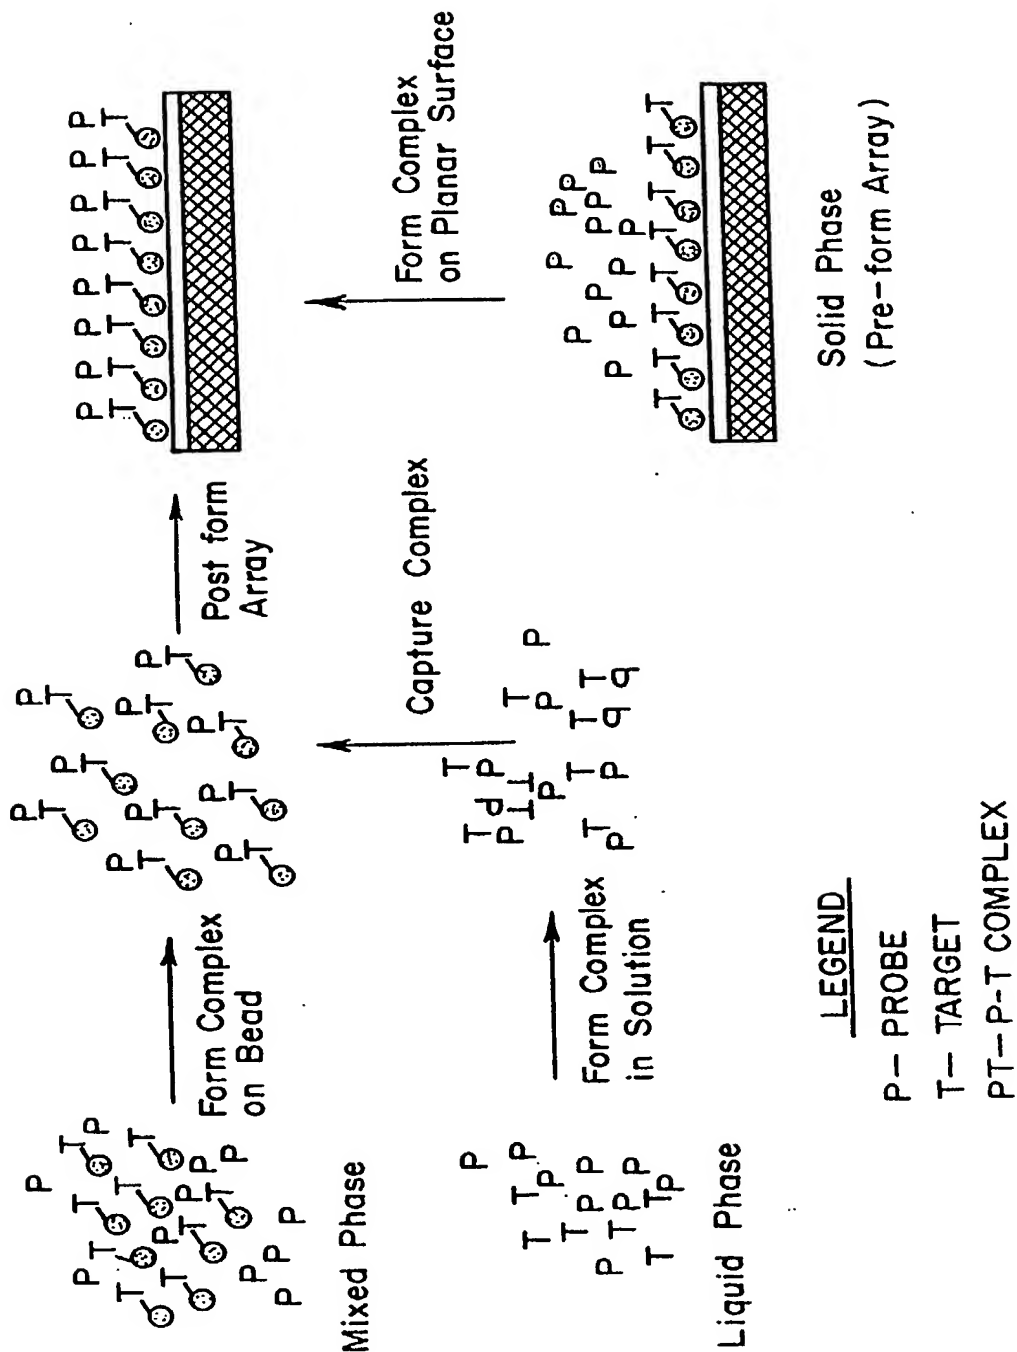 P P P P P P P P
T T T T T T T T
Form Complex
on Bead
Post form
Array
Mixed Phase
Capture Complex
Form Complex
on Planar Surface
Form Complex
in Solution
Liquid Phase
T T T T T T T T
Solid Phase
(Pre-form Array)
LEGEND
P— PROBE
T— TARGET
PT— P-T COMPLEX